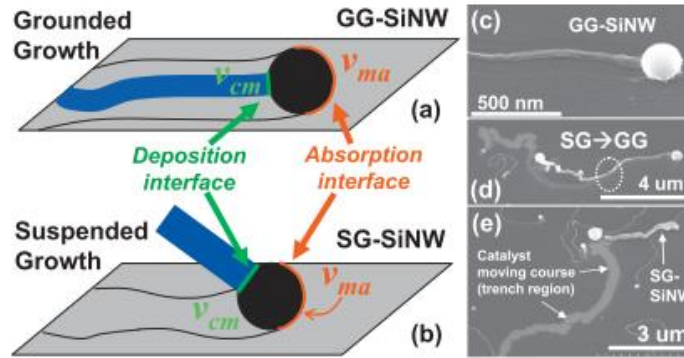 Grounded
Growth
GG-SiNW
v_cm
v_ma
(a)
Deposition
interface
Absorption
interface
Suspended
Growth
SG-SiNW
v_cm
v_ma
(b)
(c)
GG-SiNW
500 nm
SG→GG
(d)
4 um
(e)
Catalyst
moving course
(trench region)
SG-
SiNW
3 um